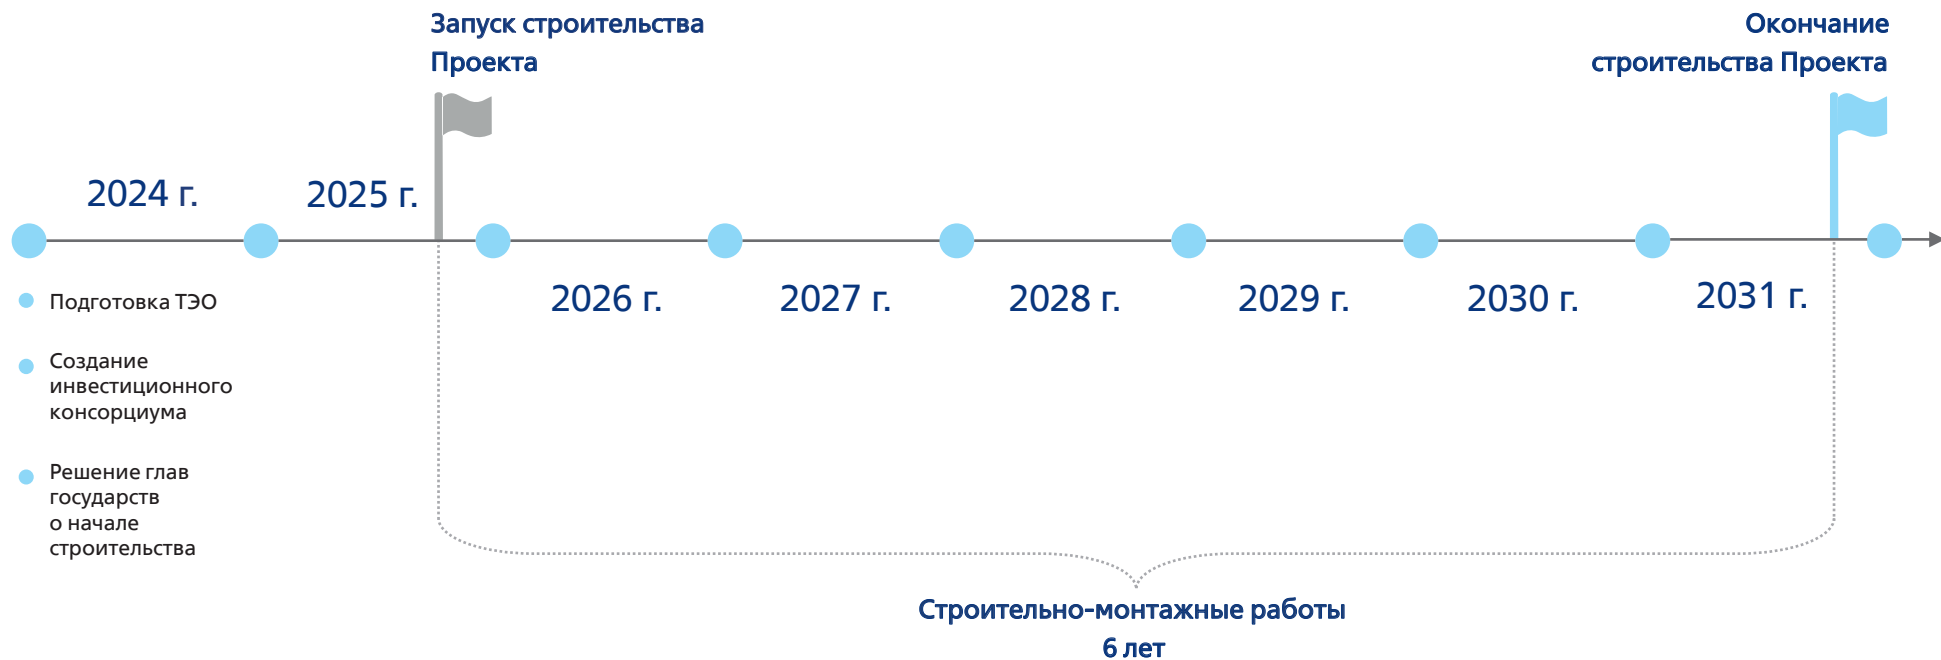 Запуск строительства
Проекта
Окончание
строительства Проекта
2024 г.
2025 г.
2026 г.
2027 г.
2028 г.
2029 г.
2030 г.
2031 г.
Подготовка ТЭО
Создание
инвестиционного
консорциума
Решение глав
государств
о начале
строительства
Строительно-монтажные работы
6 лет